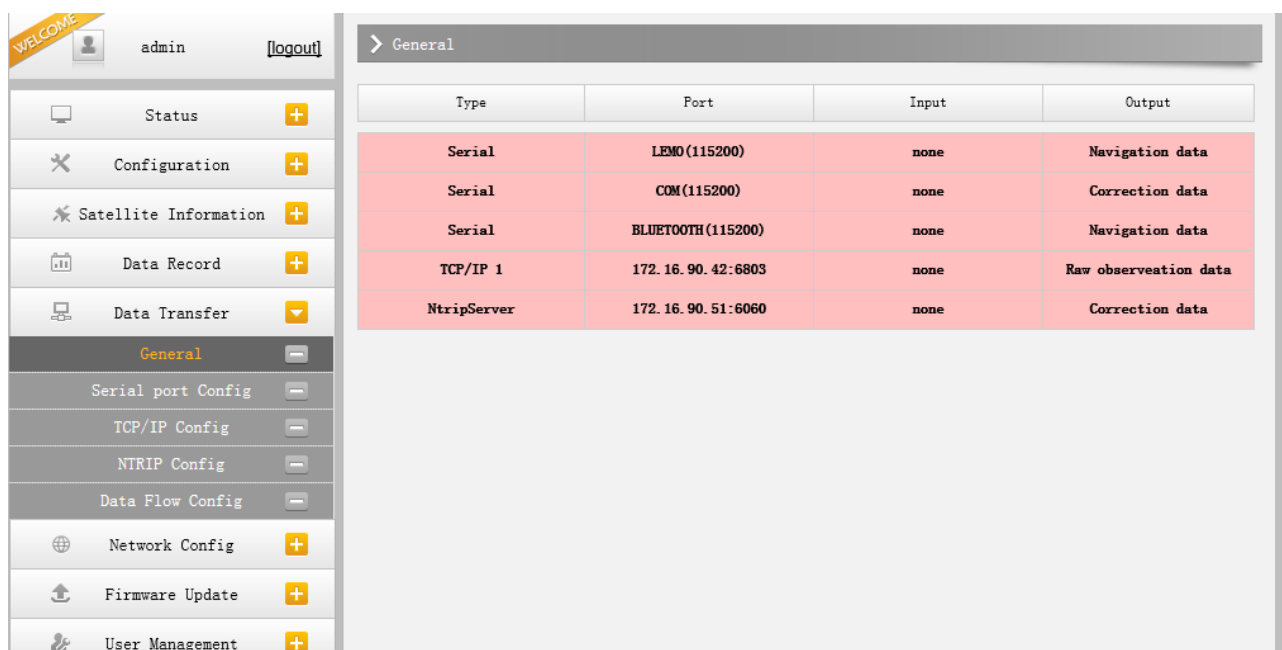 WELCOME
admin [logout]
Status
Configuration
Satellite Information
Data Record
Data Transfer
General
Serial port Config
TCP/IP Config
NTRIP Config
Data Flow Config
Network Config
Firmware Update
User Management
General
Type Port Input Output
Serial LEMO(115200) none Navigation data
Serial COM(115200) none Correction data
Serial BLUETOOTH(115200) none Navigation data
TCP/IP 1 172.16.90.42:6803 none Raw observeation data
NtripServer 172.16.90.51:6060 none Correction data